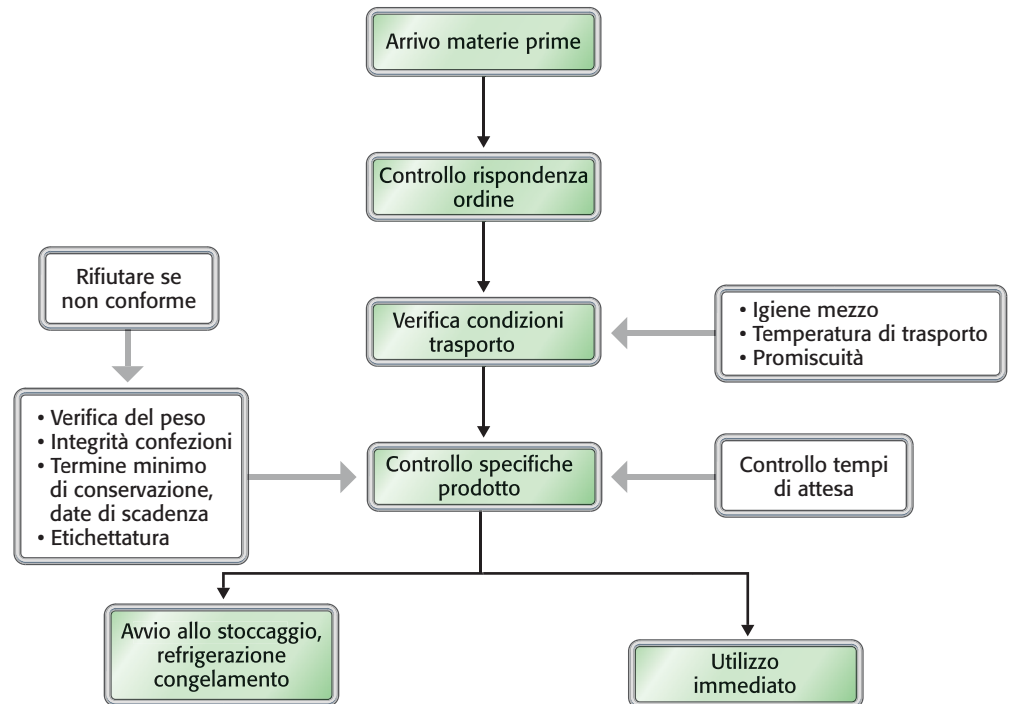 Arrivo materie prime
Controllo rispondenza
ordine
Rifiutare se
non conforme
Verifica condizioni
trasporto
• Igiene mezzo
• Temperatura di trasporto
• Promiscuità
• Verifica del peso
• Integrità confezioni
• Termine minimo
di conservazione,
date di scadenza
• Etichettatura
Controllo specifiche
prodotto
Controllo tempi
di attesa
Avvio allo stoccaggio,
refrigerazione
congelamento
Utilizzo
immediato